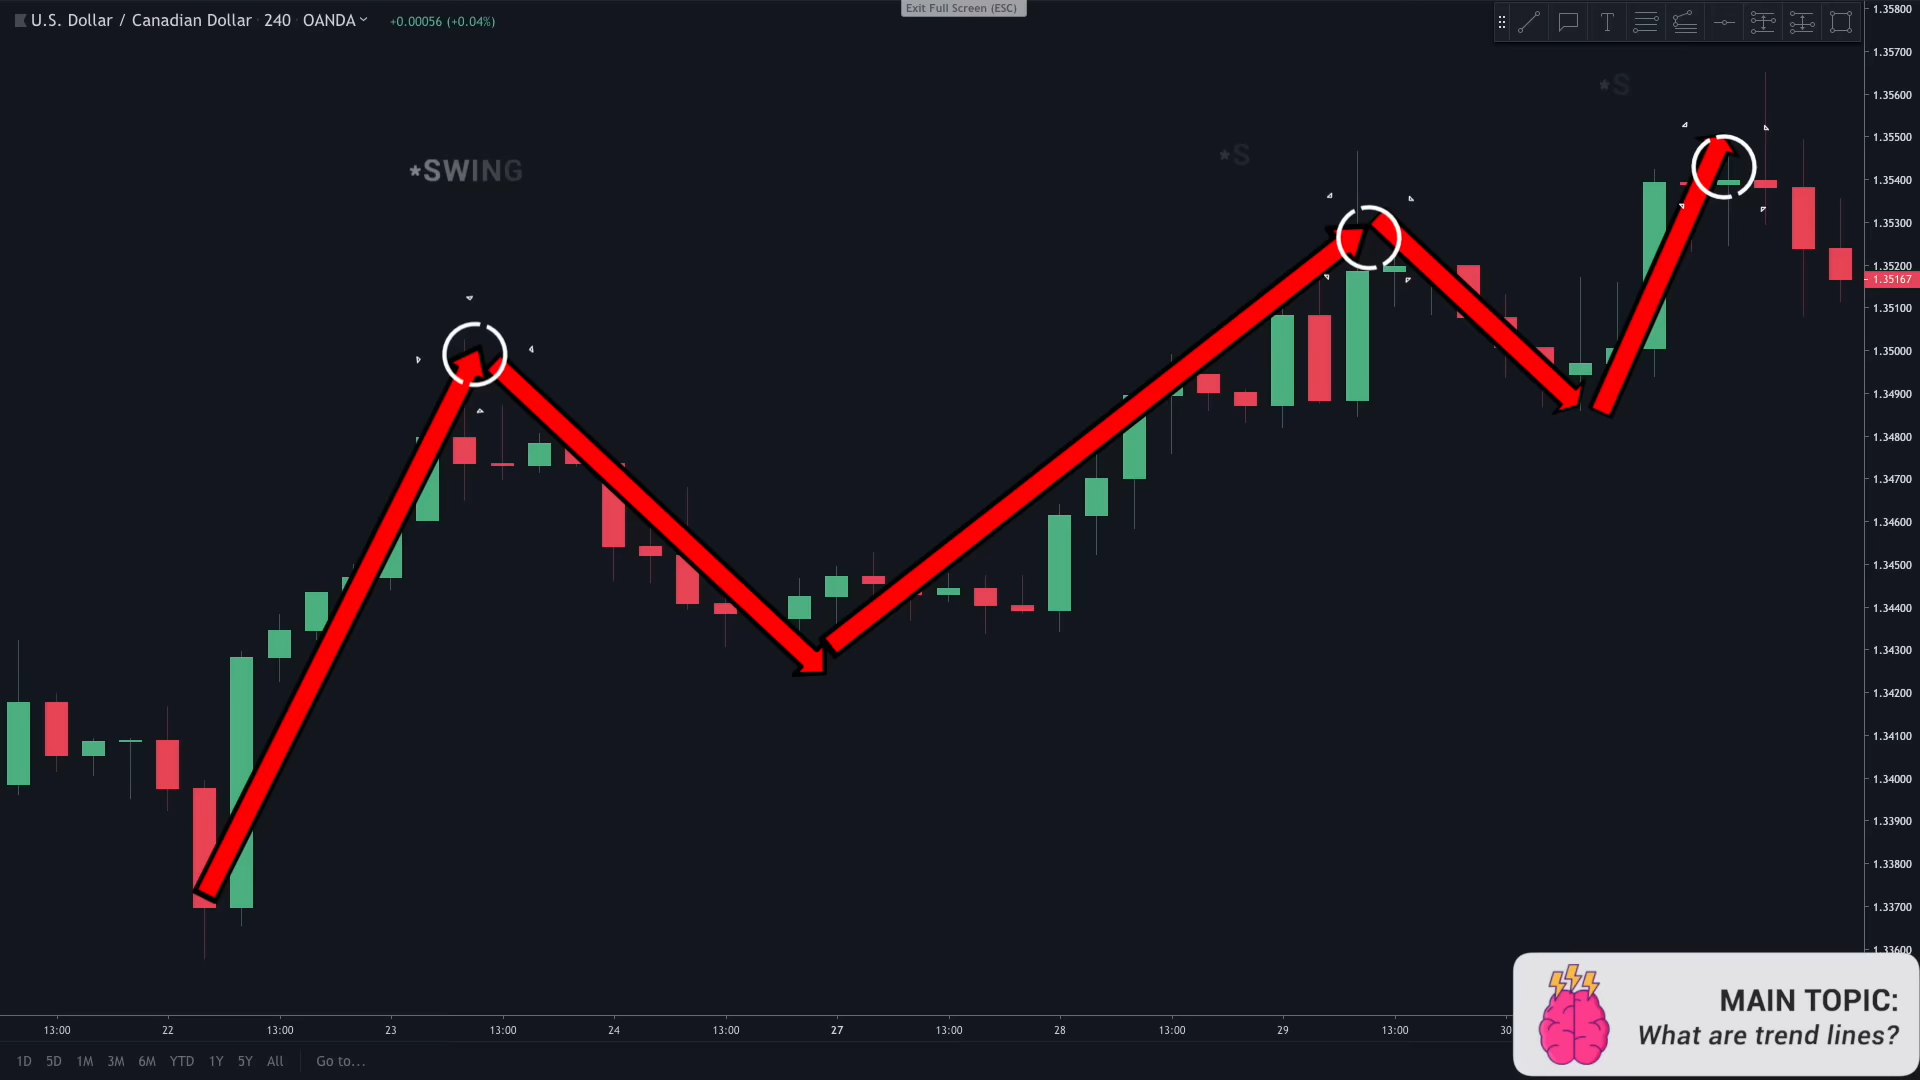 U.S. Dollar / Canadian Dollar · 240 · OANDA
+0.00056 (+0.04%)
Exit Full Screen (ESC)
*SWING
*S
*S
1.35800
1.35700
1.35600
1.35500
1.35400
1.35300
1.35200
1.35167
1.35100
1.35000
1.34900
1.34800
1.34700
1.34600
1.34500
1.34400
1.34300
1.34200
1.34100
1.34000
1.33900
1.33800
1.33700
1.33600
13:00 22 13:00 23 13:00 24 13:00 27 13:00 28 13:00 29 13:00 30
1D 5D 1M 3M 6M YTD 1Y 5Y All Go to...
MAIN TOPIC:
What are trend lines?